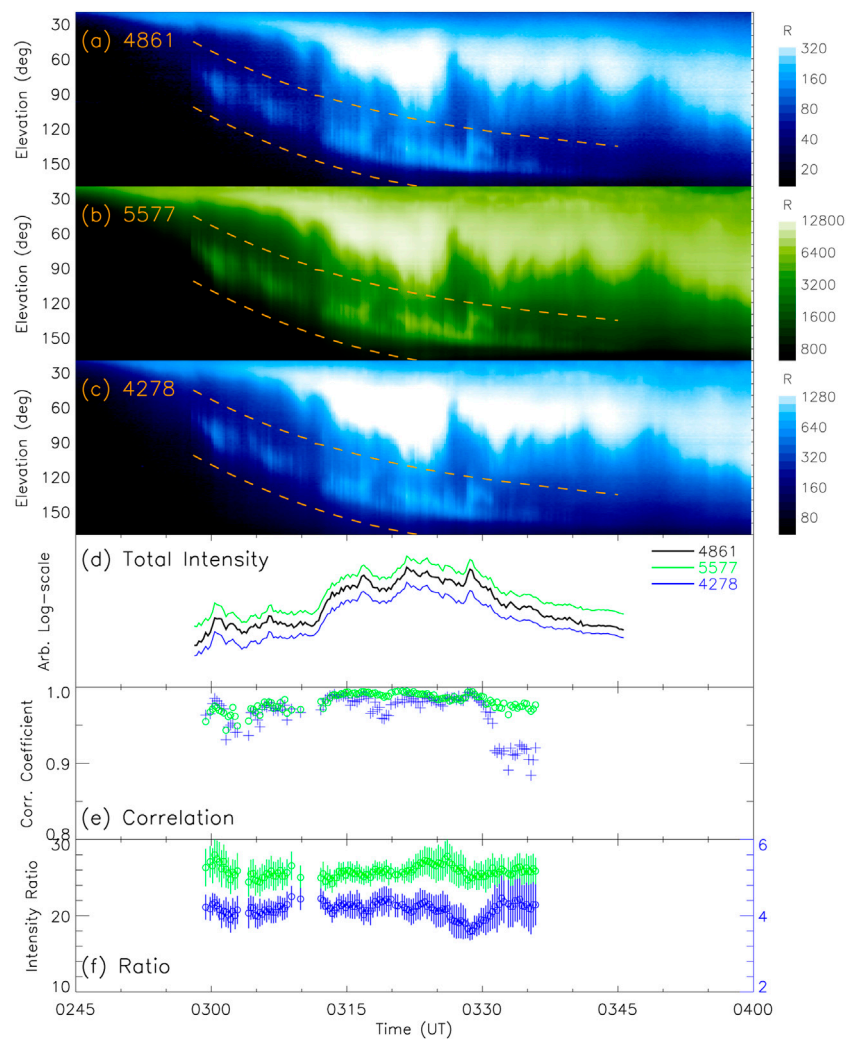 30
60
90
120
150
Elevation (deg)
(a) 4861
R
320
160
80
40
20
30
60
90
120
150
Elevation (deg)
(b) 5577
R
12800
6400
3200
1600
800
30
60
90
120
150
Elevation (deg)
(c) 4278
R
1280
640
320
160
80
Arb. Log-scale
(d) Total Intensity
4861
5577
4278
1.0
0.9
0.8
Corr. Coefficient
(e) Correlation
30
20
10
Intensity Ratio
(f) Ratio
6
4
2
0245 0300 0315 0330 0345 0400
Time (UT)